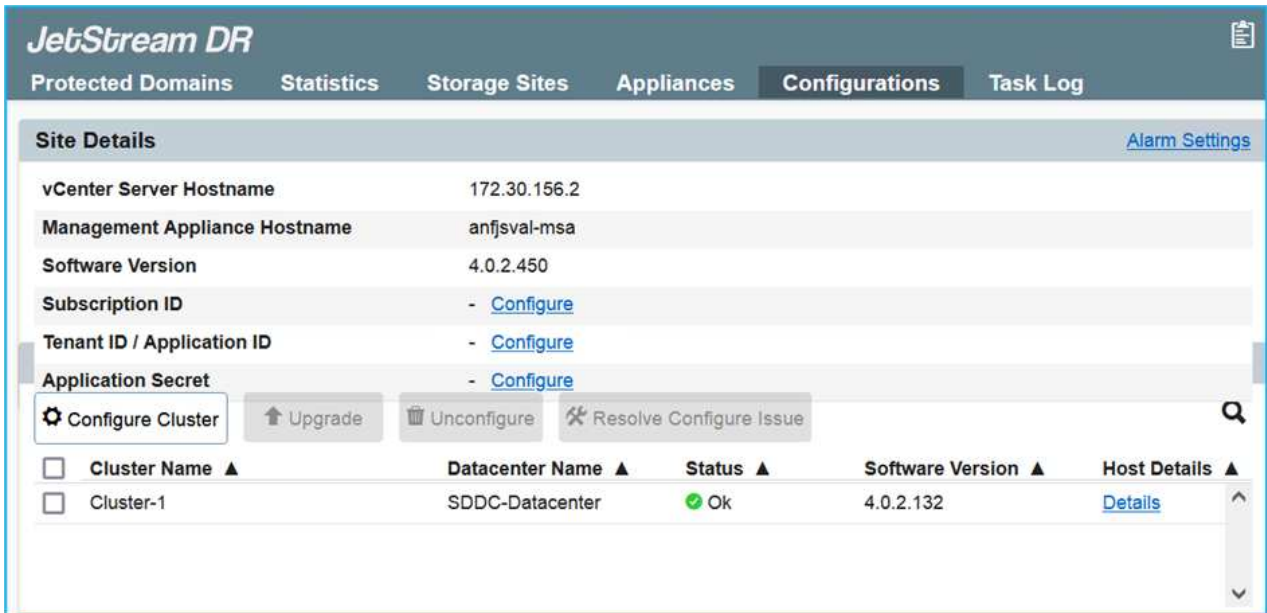 JetStream DR
Protected Domains Statistics Storage Sites Appliances Configurations Task Log
Site Details Alarm Settings
vCenter Server Hostname 172.30.156.2
Management Appliance Hostname anfjsval-msa
Software Version 4.0.2.450
Subscription ID - Configure
Tenant ID / Application ID - Configure
Application Secret - Configure
Configure Cluster Upgrade Unconfigure Resolve Configure Issue
Cluster Name ▲ Datacenter Name ▲ Status ▲ Software Version ▲ Host Details ▲
Cluster-1 SDDC-Datacenter Ok 4.0.2.132 Details